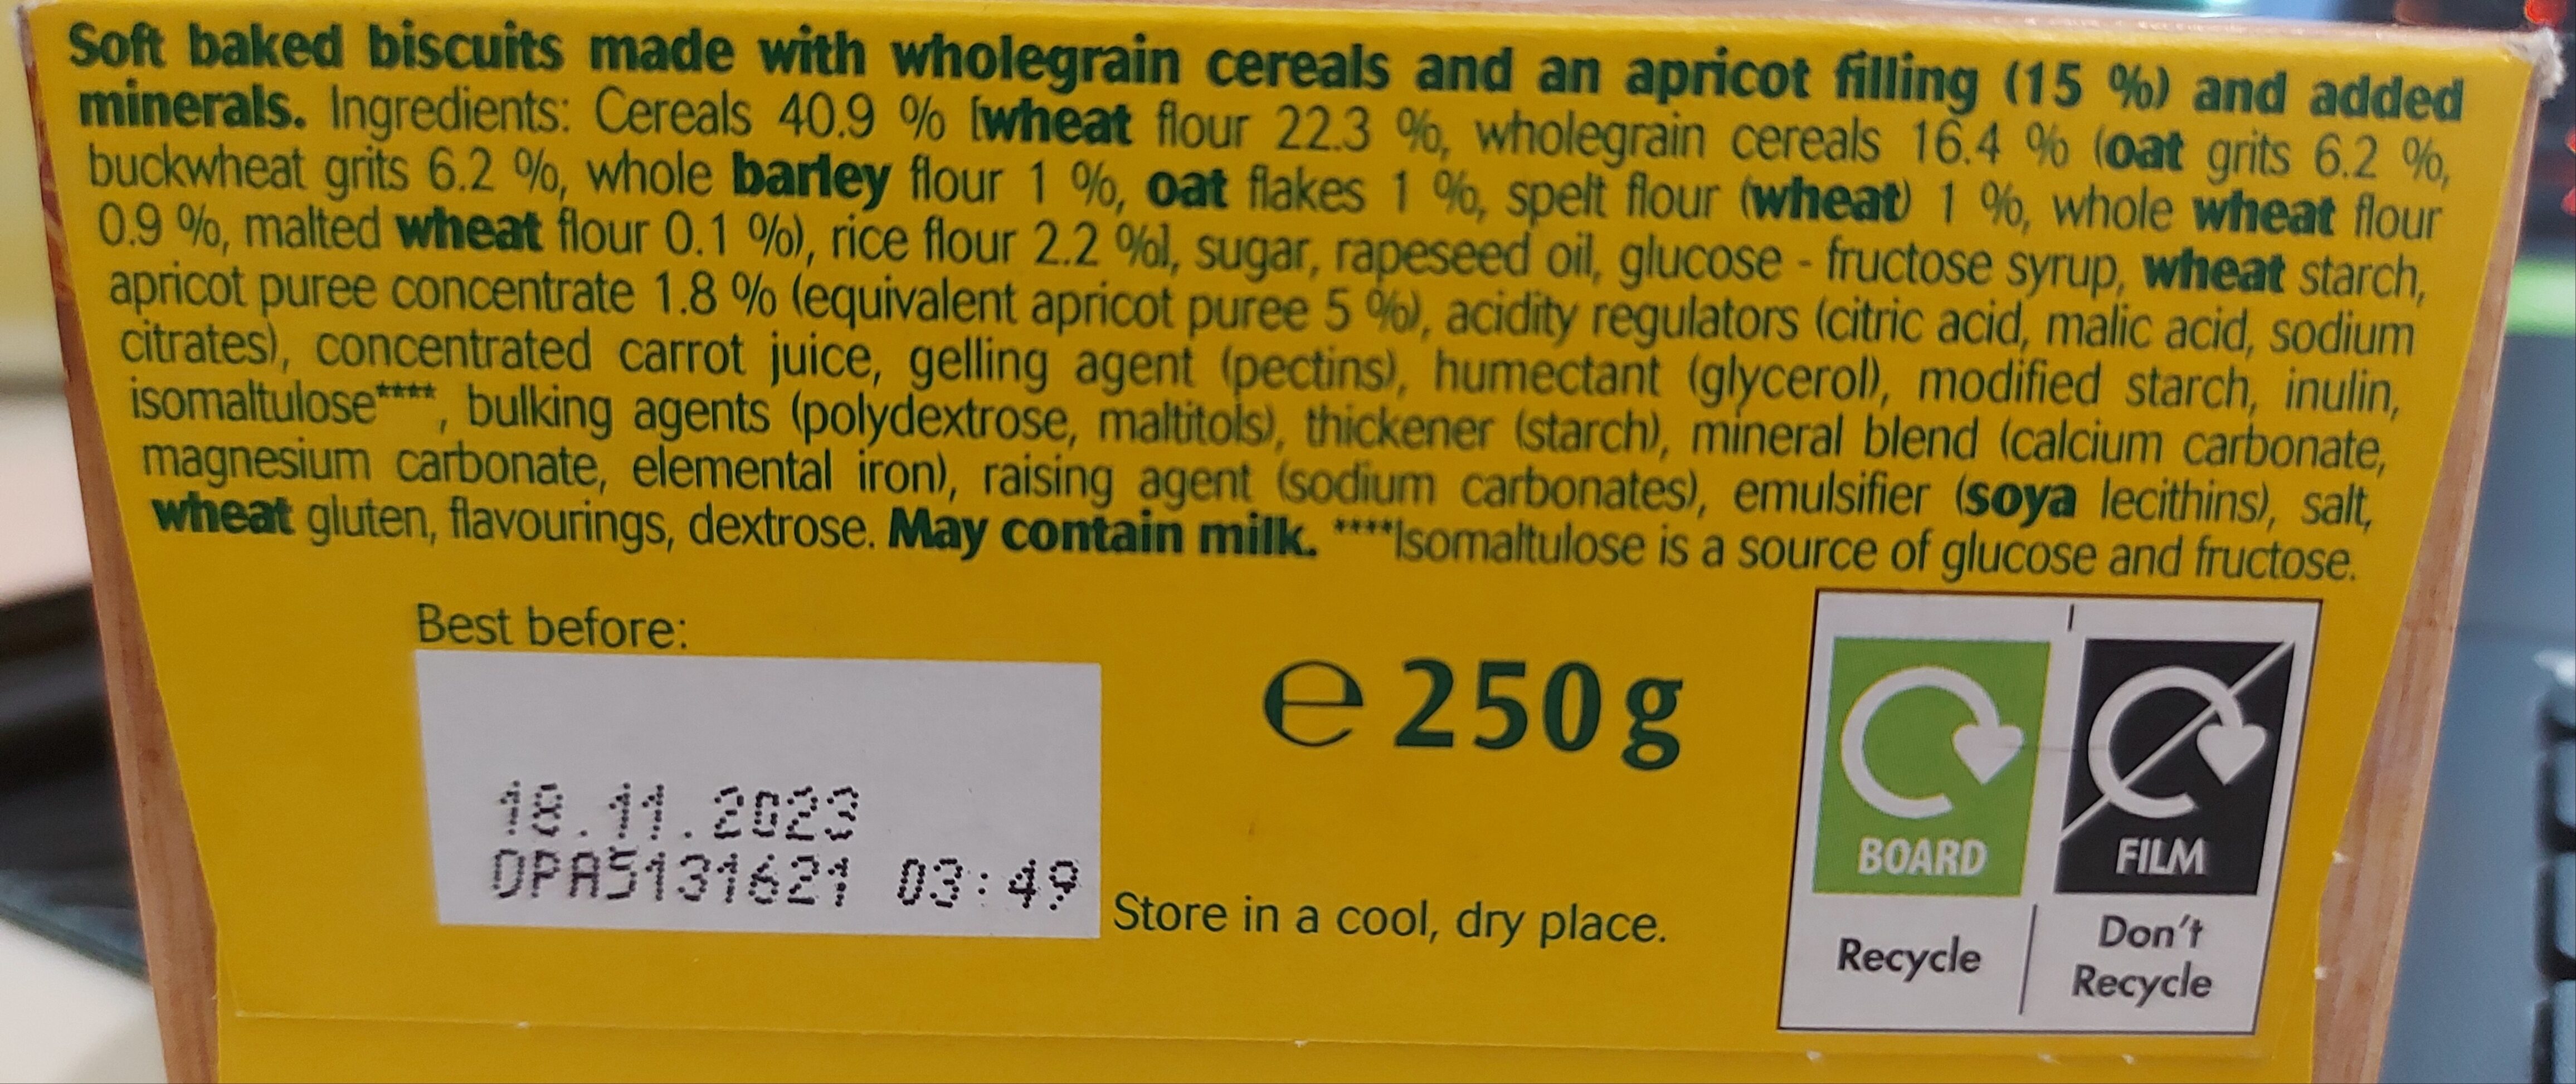 Soft baked biscuits made with wholegrain cereals and an apricot filling (15 %) and added
minerals. Ingredients: Cereals 40.9 % [wheat flour 22.3 %, wholegrain cereals 16.4 % (oat grits 6.2 %,
buckwheat grits 6.2 %, whole barley flour 1 %, oat flakes 1 %, spelt flour (wheat) 1 %, whole wheat flour
0.9 %, malted wheat flour 0.1 %), rice flour 2.2 %], sugar, rapeseed oil, glucose - fructose syrup, wheat starch,
apricot puree concentrate 1.8 % (equivalent apricot puree 5 %), acidity regulators (citric acid, malic acid, sodium
citrates), concentrated carrot juice, gelling agent (pectins), humectant (glycerol), modified starch, inulin,
isomaltulose****, bulking agents (polydextrose, maltitols), thickener (starch), mineral blend (calcium carbonate,
magnesium carbonate, elemental iron), raising agent (sodium carbonates), emulsifier (soya lecithins), salt,
wheat gluten, flavourings, dextrose. May contain milk. ****Isomaltulose is a source of glucose and fructose.
Best before:
18.11.2023
OPAS131621 03:49
℮ 250 g
Store in a cool, dry place.
BOARD
Recycle
FILM
Don't
Recycle